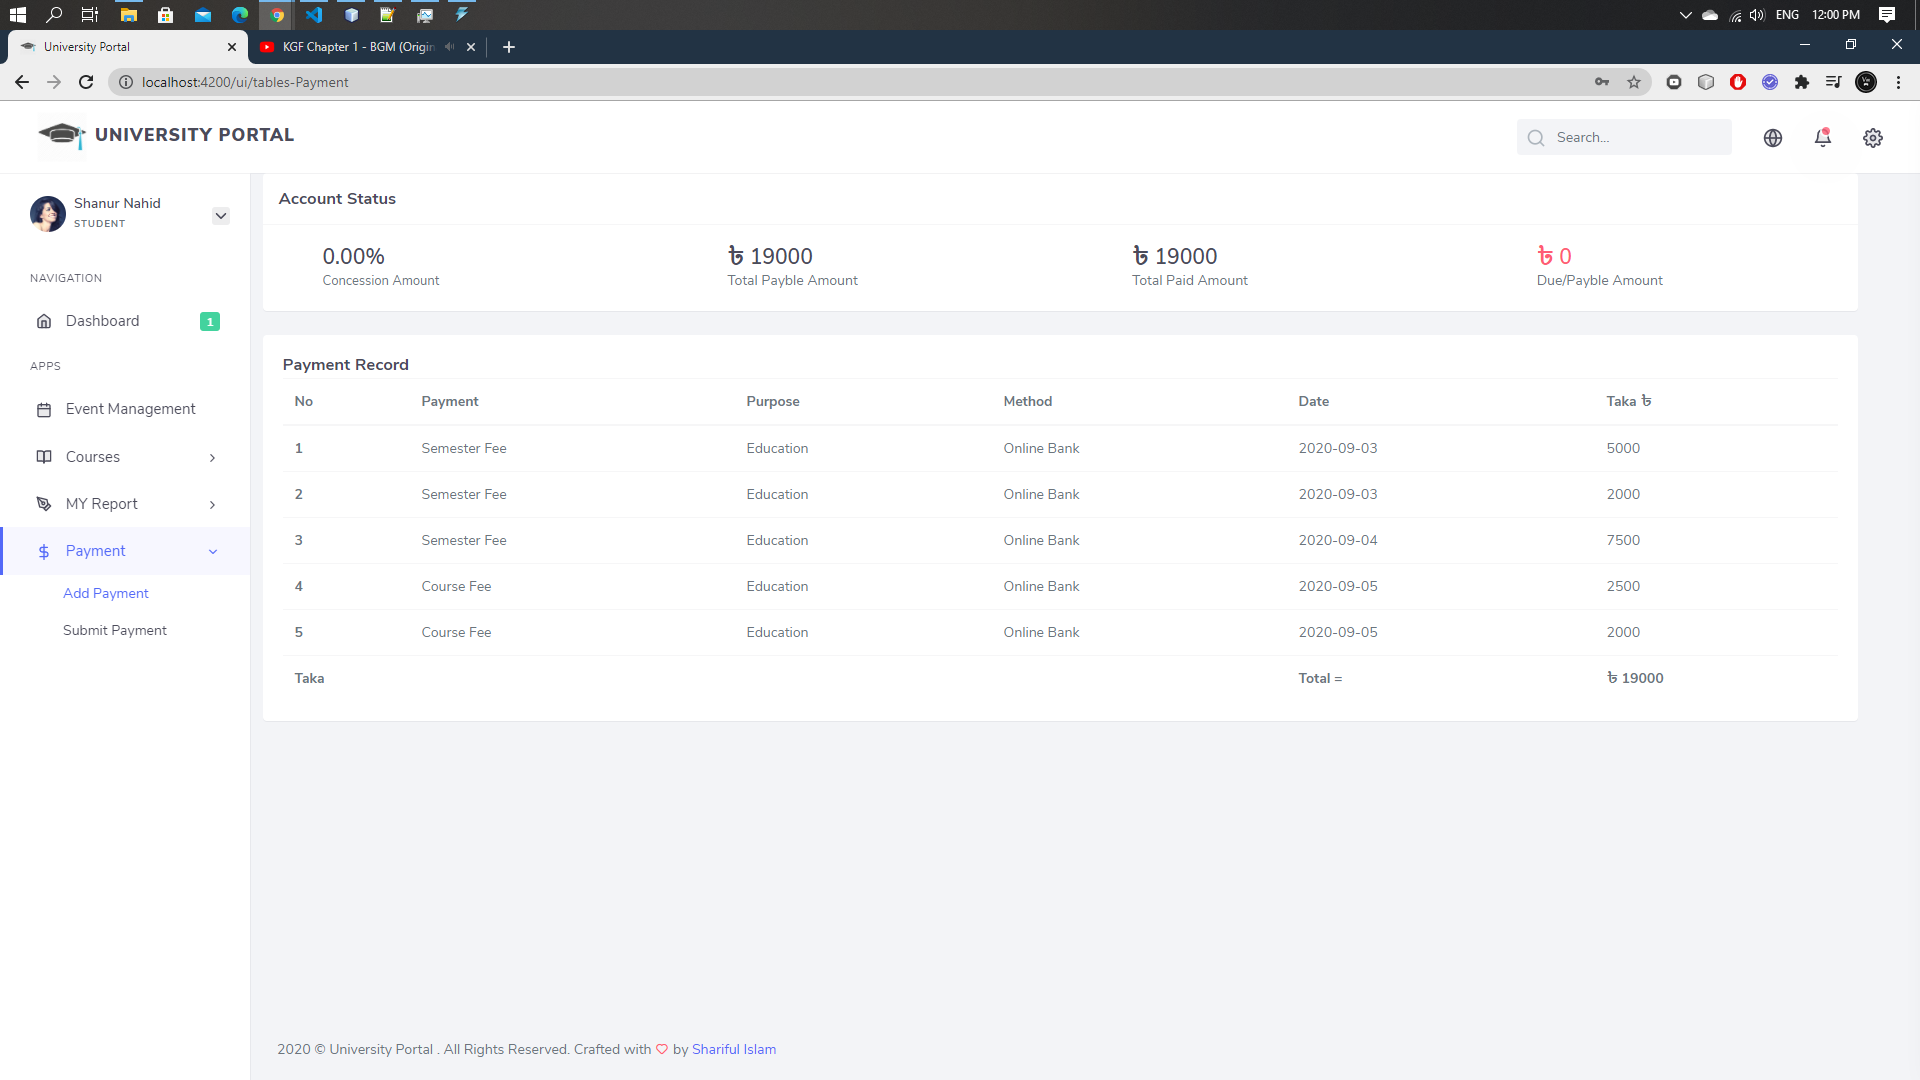 ENG 12:00 PM
University Portal
KGF Chapter 1 - BGM (Origin
localhost:4200/ui/tables-Payment
UNIVERSITY PORTAL
Search...
Shanur Nahid
STUDENT
NAVIGATION
Dashboard 1
APPS
Event Management
Courses
MY Report
$ Payment
Add Payment
Submit Payment
Account Status
0.00% ৳ 19000 ৳ 19000 ৳ 0
Concession Amount Total Payble Amount Total Paid Amount Due/Payble Amount
Payment Record
No Payment Purpose Method Date Taka ৳
1 Semester Fee Education Online Bank 2020-09-03 5000
2 Semester Fee Education Online Bank 2020-09-03 2000
3 Semester Fee Education Online Bank 2020-09-04 7500
4 Course Fee Education Online Bank 2020-09-05 2500
5 Course Fee Education Online Bank 2020-09-05 2000
Taka Total = ৳ 19000
2020 © University Portal . All Rights Reserved. Crafted with ♡ by Shariful Islam